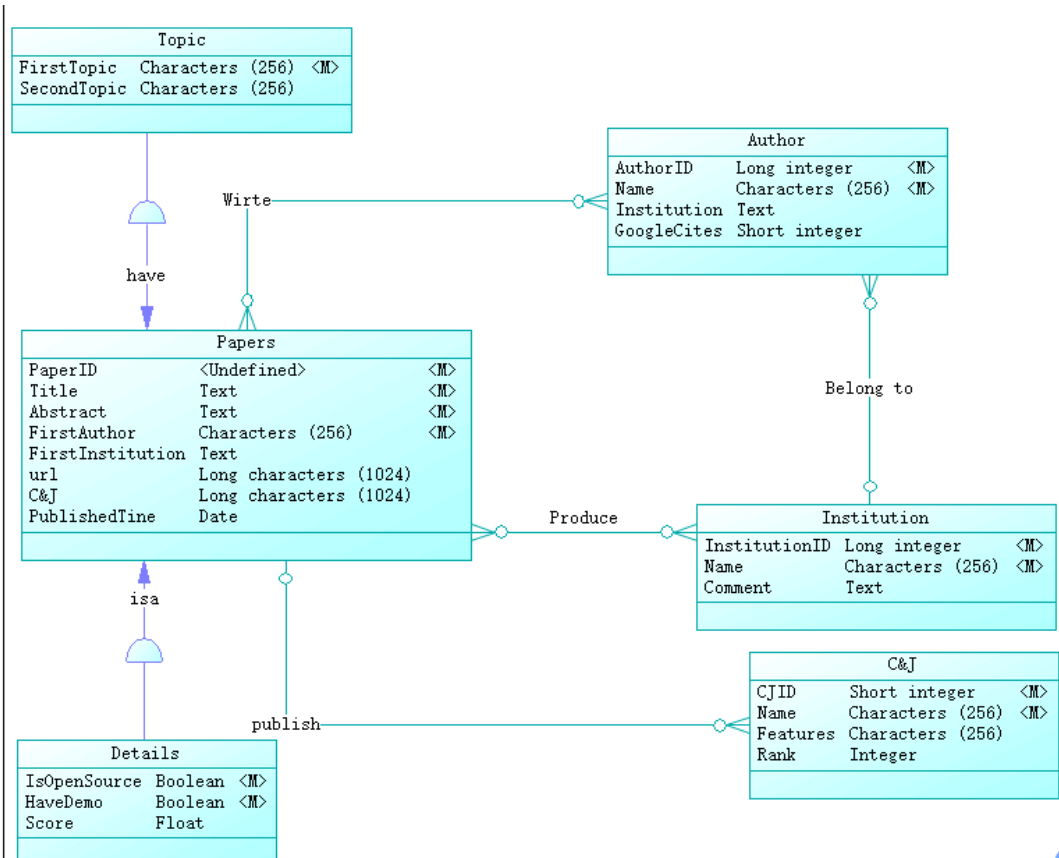 Topic
FirstTopic Characters (256) <M>
SecondTopic Characters (256)
Author
AuthorID Long integer <M>
Name Characters (256) <M>
Institution Text
GoogleCites Short integer
Wirte
have
Papers
PaperID <Undefined> <M>
Title Text <M>
Abstract Text <M>
FirstAuthor Characters (256) <M>
FirstInstitution Text
url Long characters (1024)
C&J Long characters (1024)
PublishedTine Date
Belong to
Produce
Institution
InstitutionID Long integer <M>
Name Characters (256) <M>
Comment Text
isa
publish
C&J
CJID Short integer <M>
Name Characters (256) <M>
Features Characters (256)
Rank Integer
Details
IsOpenSource Boolean <M>
HaveDemo Boolean <M>
Score Float